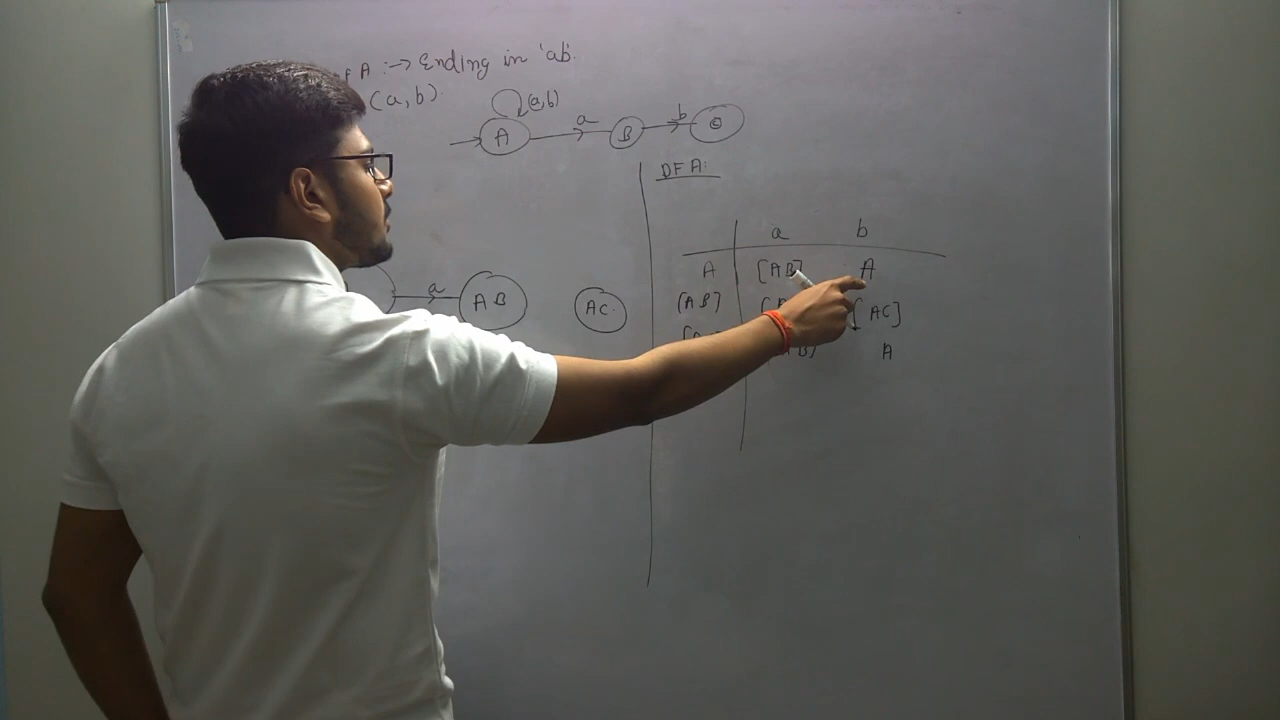 A :→ Ending in 'ab'.
(a, b).
(a,b)
A a B b C
DFA:
a b
A [AB] A
[AB] [AC]
A
a AB AC